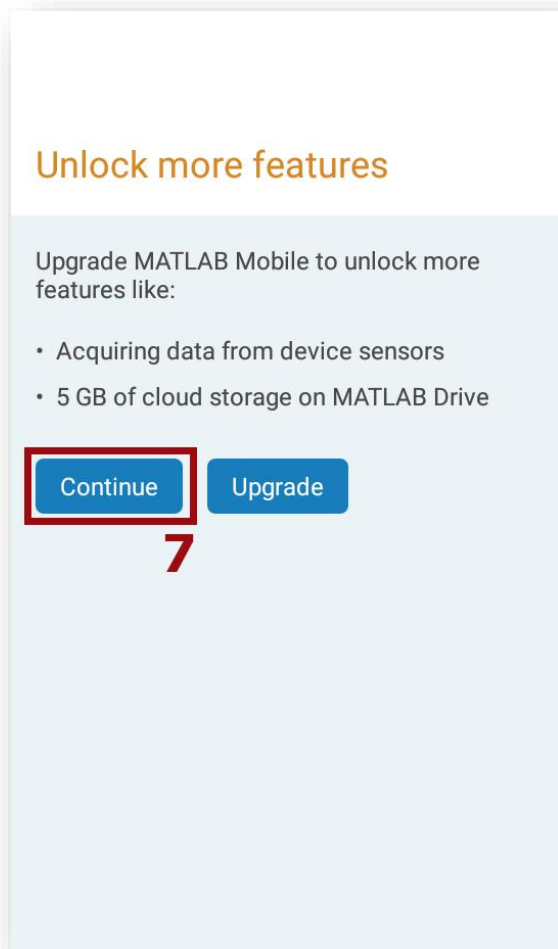 Unlock more features
Upgrade MATLAB Mobile to unlock more
features like:
• Acquiring data from device sensors
• 5 GB of cloud storage on MATLAB Drive
Continue Upgrade
7